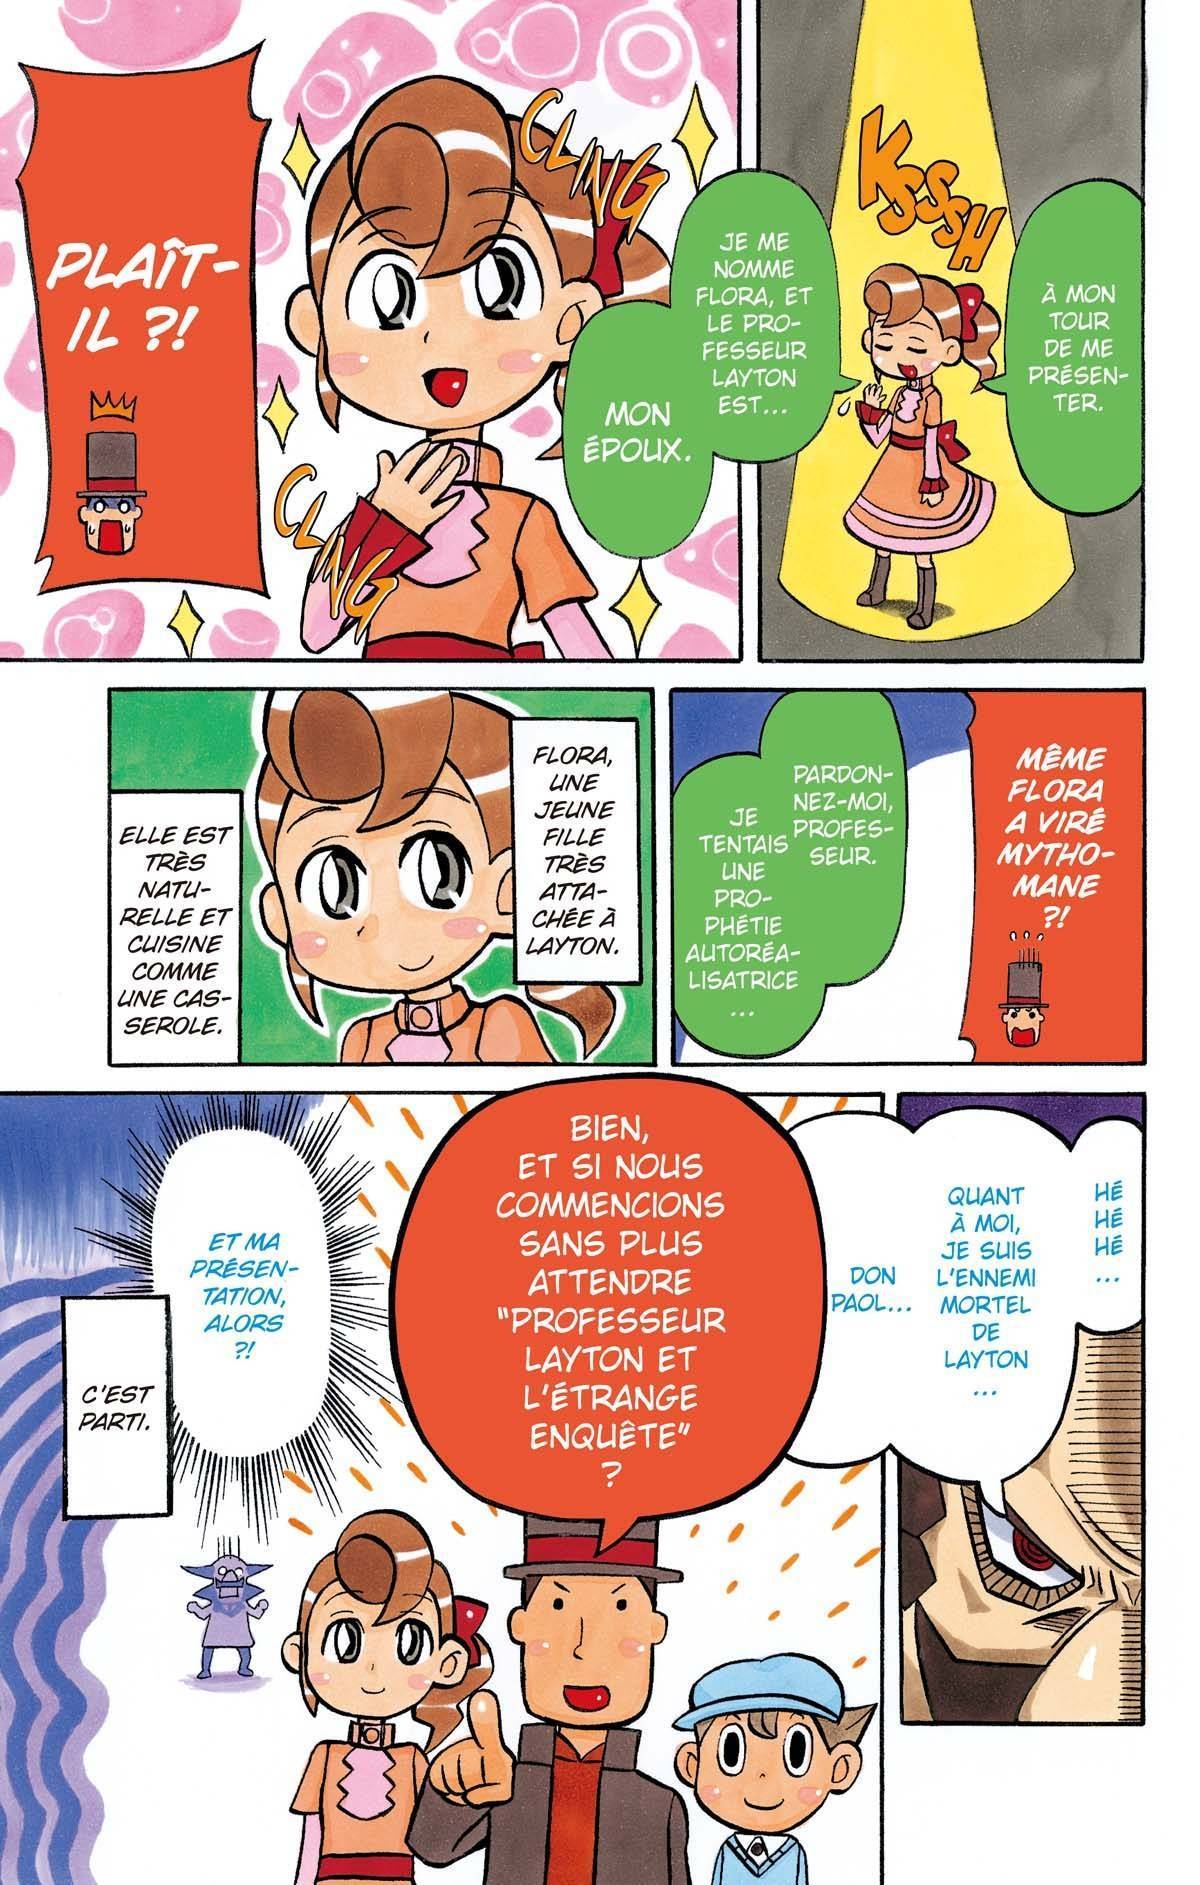 À MON
TOUR
DE ME
PRÉSEN-
TER.
KSSSH
JE ME
NOMME
FLORA, ET
LE PRO-
FESSEUR
LAYTON
EST...
MON
ÉPOUX.
CLING
CLING
PLAÎT-
IL ?!
MÊME
FLORA
A VIRÉ
MYTHO-
MANE
?!
PARDON-
NEZ-MOI,
PROFES-
SEUR.
JE
TENTAIS
UNE
PRO-
PHÉTIE
AUTORÉA-
LISATRICE
...
FLORA,
UNE
JEUNE
FILLE
TRÈS
ATTA-
CHÉE À
LAYTON.
ELLE EST
TRÈS
NATU-
RELLE ET
CUISINE
COMME
UNE CAS-
SEROLE.
HÉ
HÉ
HÉ
...
QUANT
À MOI,
JE SUIS
L'ENNEMI
MORTEL
DE
LAYTON
...
DON
PAOL...
BIEN,
ET SI NOUS
COMMENCIONS
SANS PLUS
ATTENDRE
"PROFESSEUR
LAYTON ET
L'ÉTRANGE
ENQUÊTE"
?
ET MA
PRÉSEN-
TATION,
ALORS
?!
C'EST
PARTI.